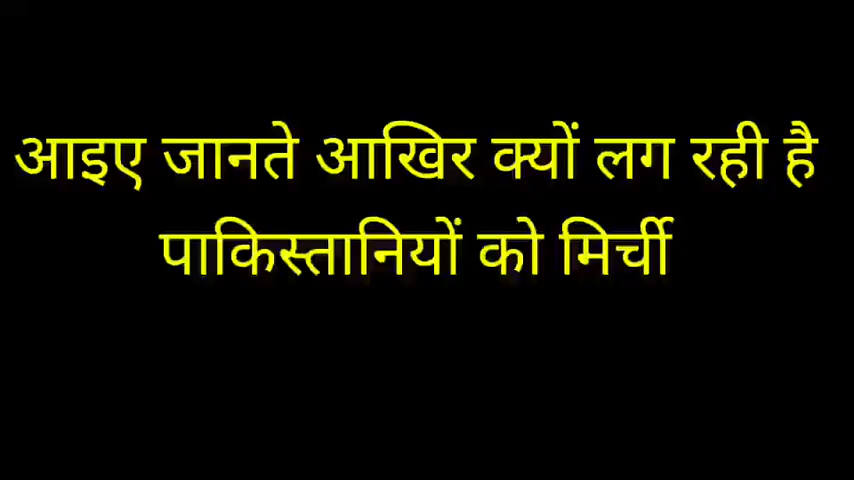 आइए जानते आखिर क्यों लग रही है
पाकिस्तानियों को मिर्ची